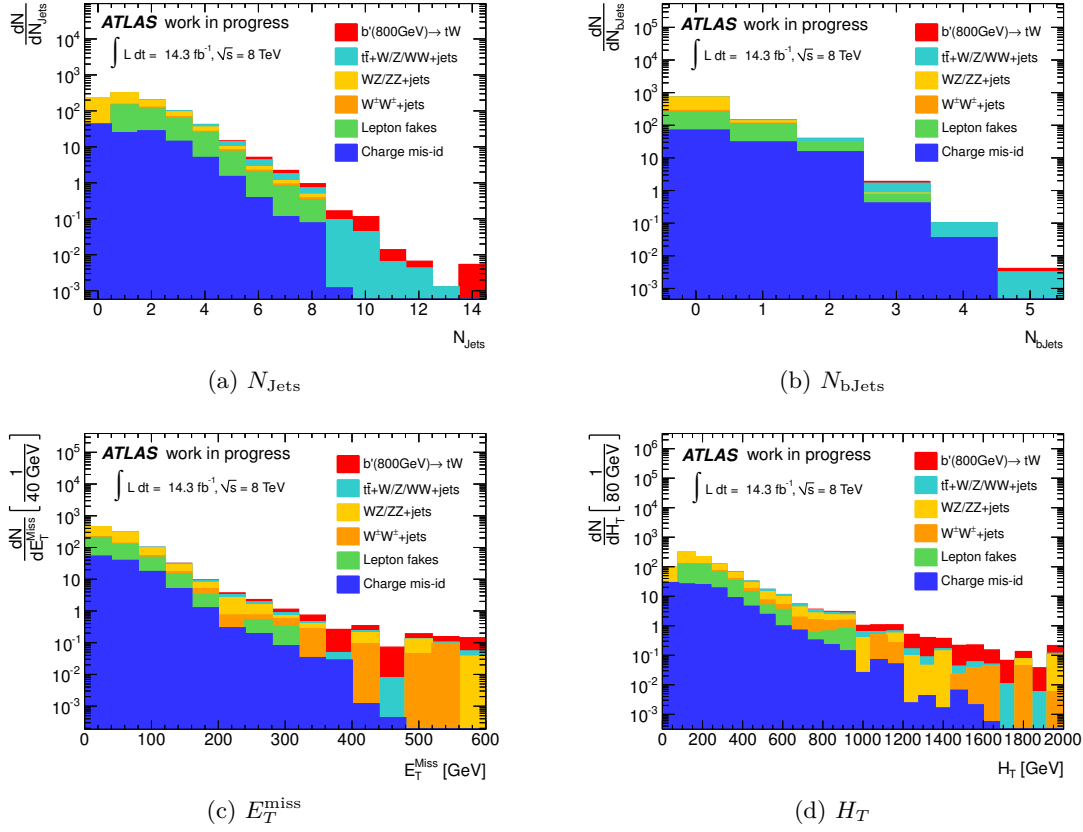 dN
dN_Jets
ATLAS work in progress
∫ L dt = 14.3 fb⁻¹, √s = 8 TeV
b'(800GeV)→ tW
tt̄+W/Z/WW+jets
WZ/ZZ+jets
W±W±+jets
Lepton fakes
Charge mis-id
10⁴
10³
10²
10
1
10⁻¹
10⁻²
10⁻³
0 2 4 6 8 10 12 14
N_Jets
(a) N_Jets
dN
dN_bJets
ATLAS work in progress
∫ L dt = 14.3 fb⁻¹, √s = 8 TeV
b'(800GeV)→ tW
tt̄+W/Z/WW+jets
WZ/ZZ+jets
W±W±+jets
Lepton fakes
Charge mis-id
10⁵
10⁴
10³
10²
10
1
10⁻¹
10⁻²
10⁻³
0 1 2 3 4 5
N_bJets
(b) N_bJets
dN
dE_T^Miss [1 / 40 GeV]
ATLAS work in progress
∫ L dt = 14.3 fb⁻¹, √s = 8 TeV
b'(800GeV)→ tW
tt̄+W/Z/WW+jets
WZ/ZZ+jets
W±W±+jets
Lepton fakes
Charge mis-id
10⁵
10⁴
10³
10²
10
1
10⁻¹
10⁻²
10⁻³
0 100 200 300 400 500 600
E_T^Miss [GeV]
(c) E_T^miss
dN
dH_T [1 / 80 GeV]
ATLAS work in progress
∫ L dt = 14.3 fb⁻¹, √s = 8 TeV
b'(800GeV)→ tW
tt̄+W/Z/WW+jets
WZ/ZZ+jets
W±W±+jets
Lepton fakes
Charge mis-id
10⁶
10⁵
10⁴
10³
10²
10
1
10⁻¹
10⁻²
10⁻³
0 200 400 600 800 1000 1200 1400 1600 1800 2000
H_T [GeV]
(d) H_T